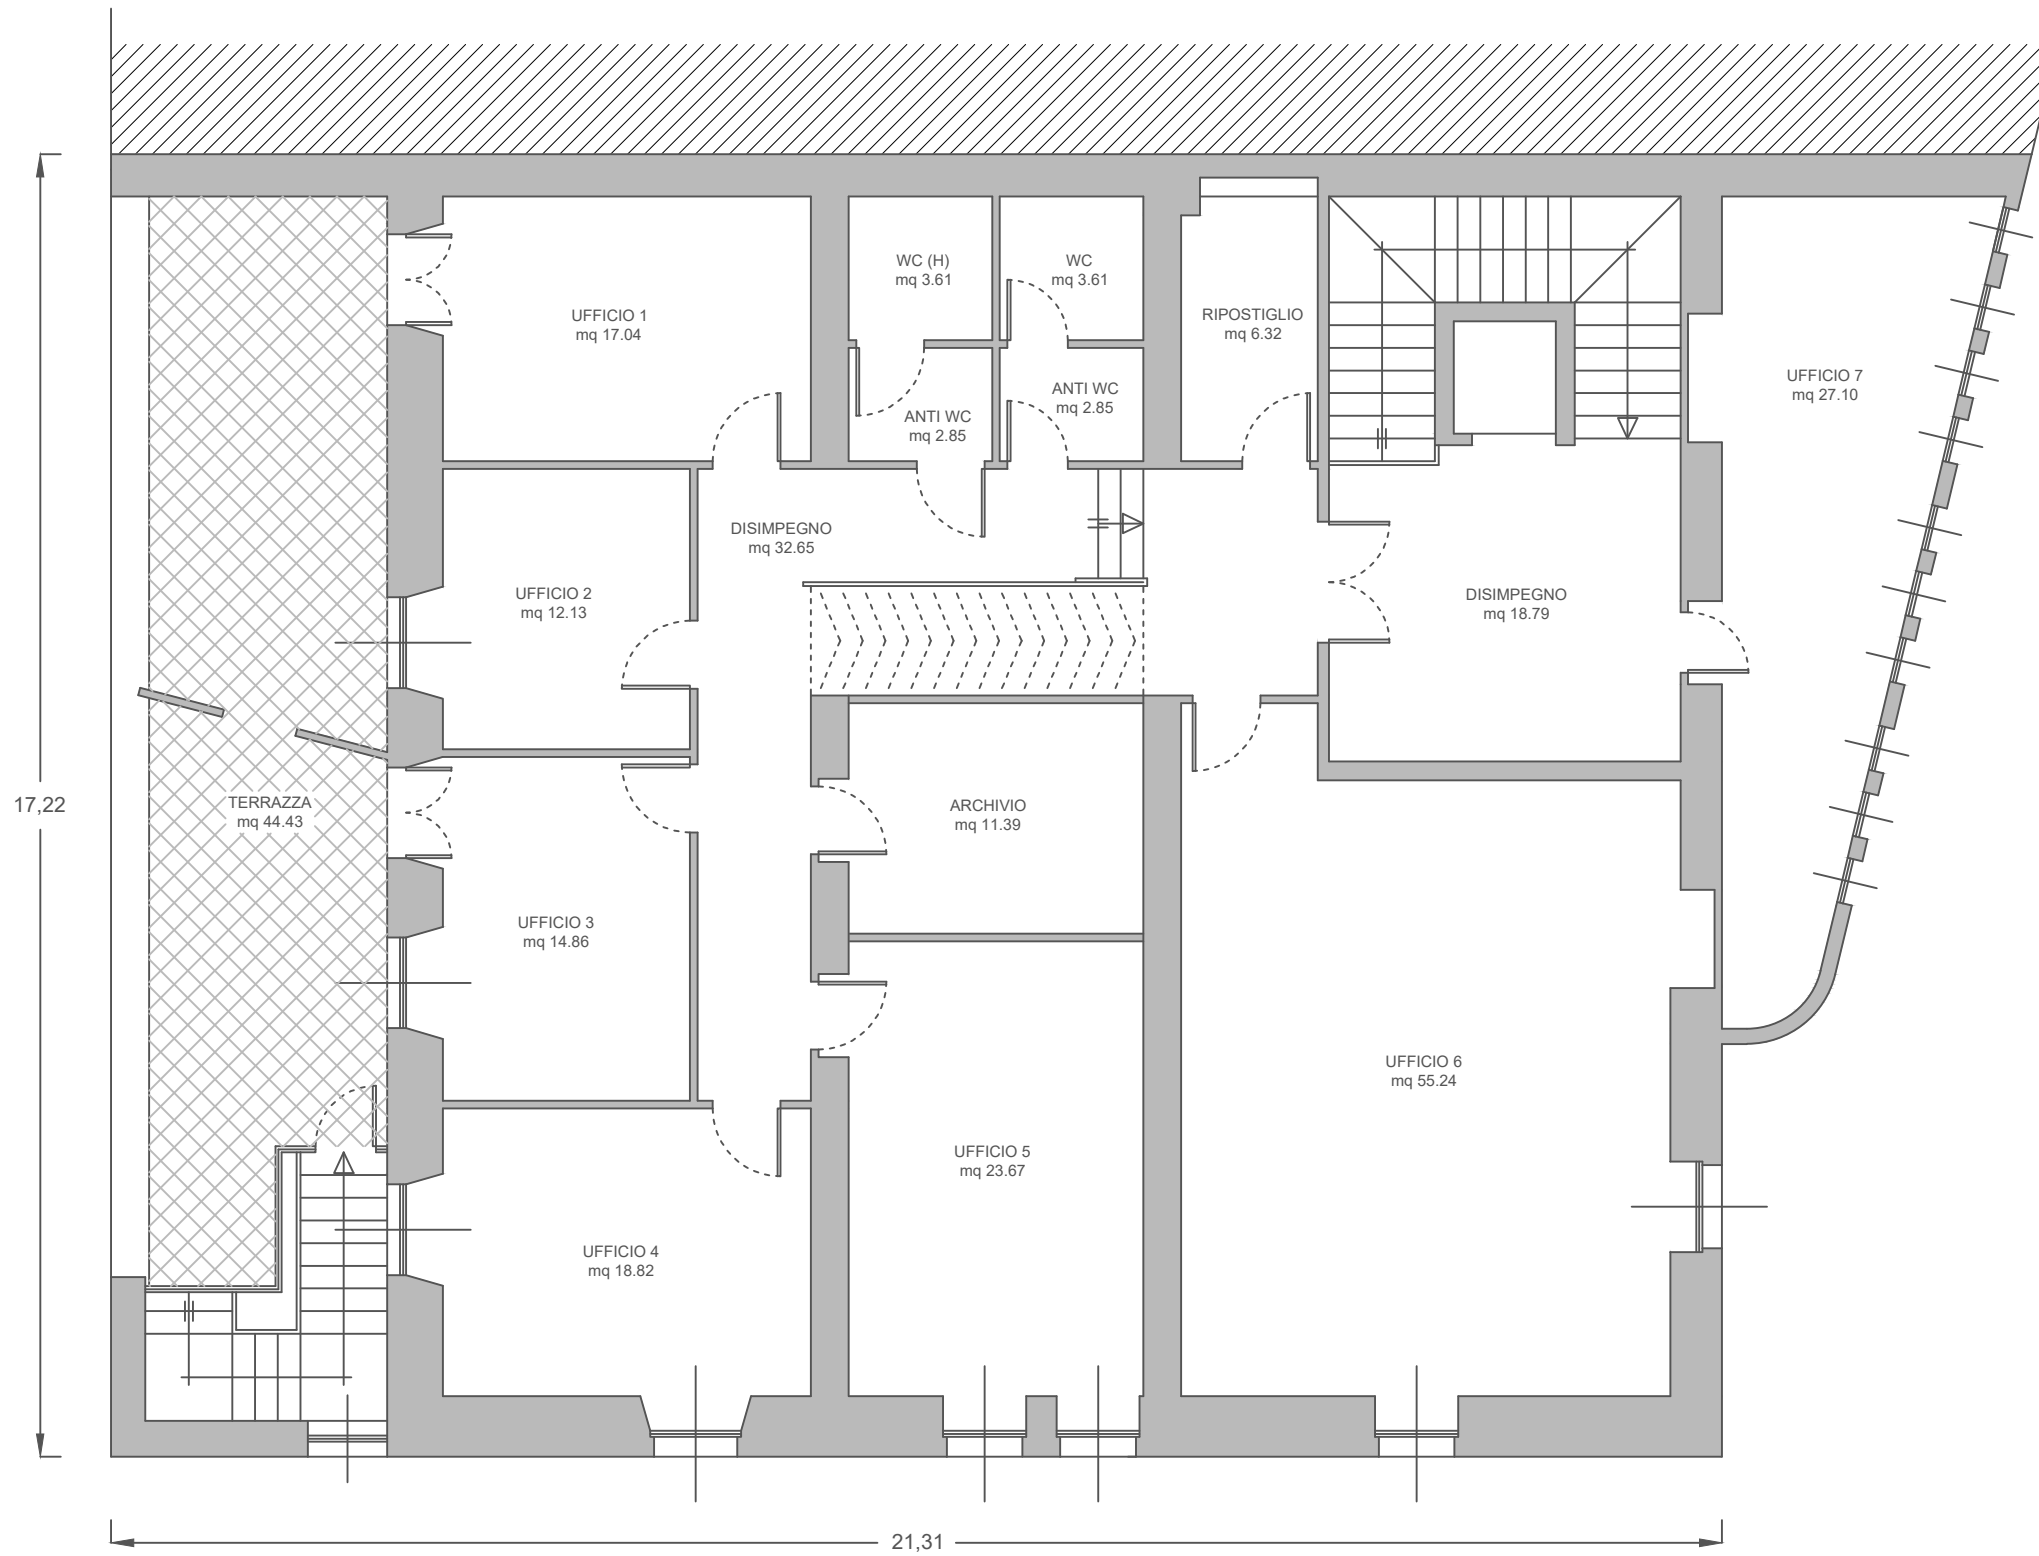 WC (H)
mq 3.61
WC
mq 3.61
UFFICIO 1
mq 17.04
RIPOSTIGLIO
mq 6.32
UFFICIO 7
mq 27.10
ANTI WC
mq 2.85
ANTI WC
mq 2.85
DISIMPEGNO
mq 32.65
UFFICIO 2
mq 12.13
DISIMPEGNO
mq 18.79
17,22
TERRAZZA
mq 44.43
ARCHIVIO
mq 11.39
UFFICIO 3
mq 14.86
UFFICIO 6
mq 55.24
UFFICIO 5
mq 23.67
UFFICIO 4
mq 18.82
21,31